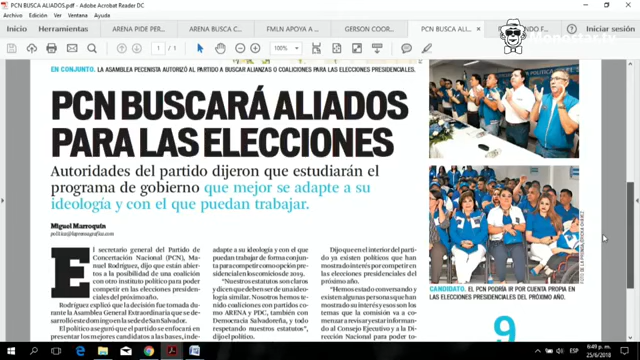 PCN BUSCA ALIADOS.pdf - Adobe Acrobat Reader DC
Archivo Edición Ver Ventana Ayuda
Inicio Herramientas ARENA PIDE PER... ARENA BUSCA C... FMLN APOYA A ... GERSON COOR... PCN BUSCA ALI... Iniciar sesión
1 / 1 100%
EN CONJUNTO. LA ASAMBLEA PECENISTA AUTORIZÓ AL PARTIDO A BUSCAR ALIANZAS O COALICIONES PARA LAS ELECCIONES PRESIDENCIALES.
PCN BUSCARÁ ALIADOS
PARA LAS ELECCIONES
Autoridades del partido dijeron que estudiarán el
programa de gobierno que mejor se adapte a su
ideología y con el que puedan trabajar.
Miguel Marroquín
politica@laprensagrafica.com
El secretario general del Partido de
Concertación Nacional (PCN), Ma-
nuel Rodríguez, dijo que están abier-
tos a la posibilidad de una coalición
con otro instituto político para poder
competir en las elecciones presiden-
ciales del próximo año.
Rodríguez explicó que la decisión fue tomada
durante la Asamblea General Extraordinaria que se
desarrolló este domingo en la sede de San Salvador.
El político aseguró que el partido se enfocará en
presentar los mejores candidatos a las bases, inde-
adapte a su ideología y con el que
puedan trabajar de forma conjun-
ta para competir como opción pre-
sidencial en los comicios de 2019.
"Nuestros estatutos son claros
y dicen que deben ser de una ideo-
logía similar. Nosotros hemos te-
nido coaliciones con partidos co-
mo ARENA y PDC, también con
Democracia Salvadoreña, y todo
respetando nuestros estatutos",
dijo el político.
Dijo que en el interior del parti-
do ya existen políticos que han
mostrado interés por competir en
las elecciones presidenciales del
próximo año.
"Hemos estado conversando y
existen algunas personas que han
mostrado su interés y esos son los
temas que la comisión va a co-
menzar a revisar y estar informan-
do al Consejo Ejecutivo y a la Di-
rección Nacional para poder to-
CANDIDATO. EL PCN PODRÍA IR POR CUENTA PROPIA EN
LAS ELECCIONES PRESIDENCIALES DEL PRÓXIMO AÑO.
9
ESP
8:49 p. m.
25/6/2018